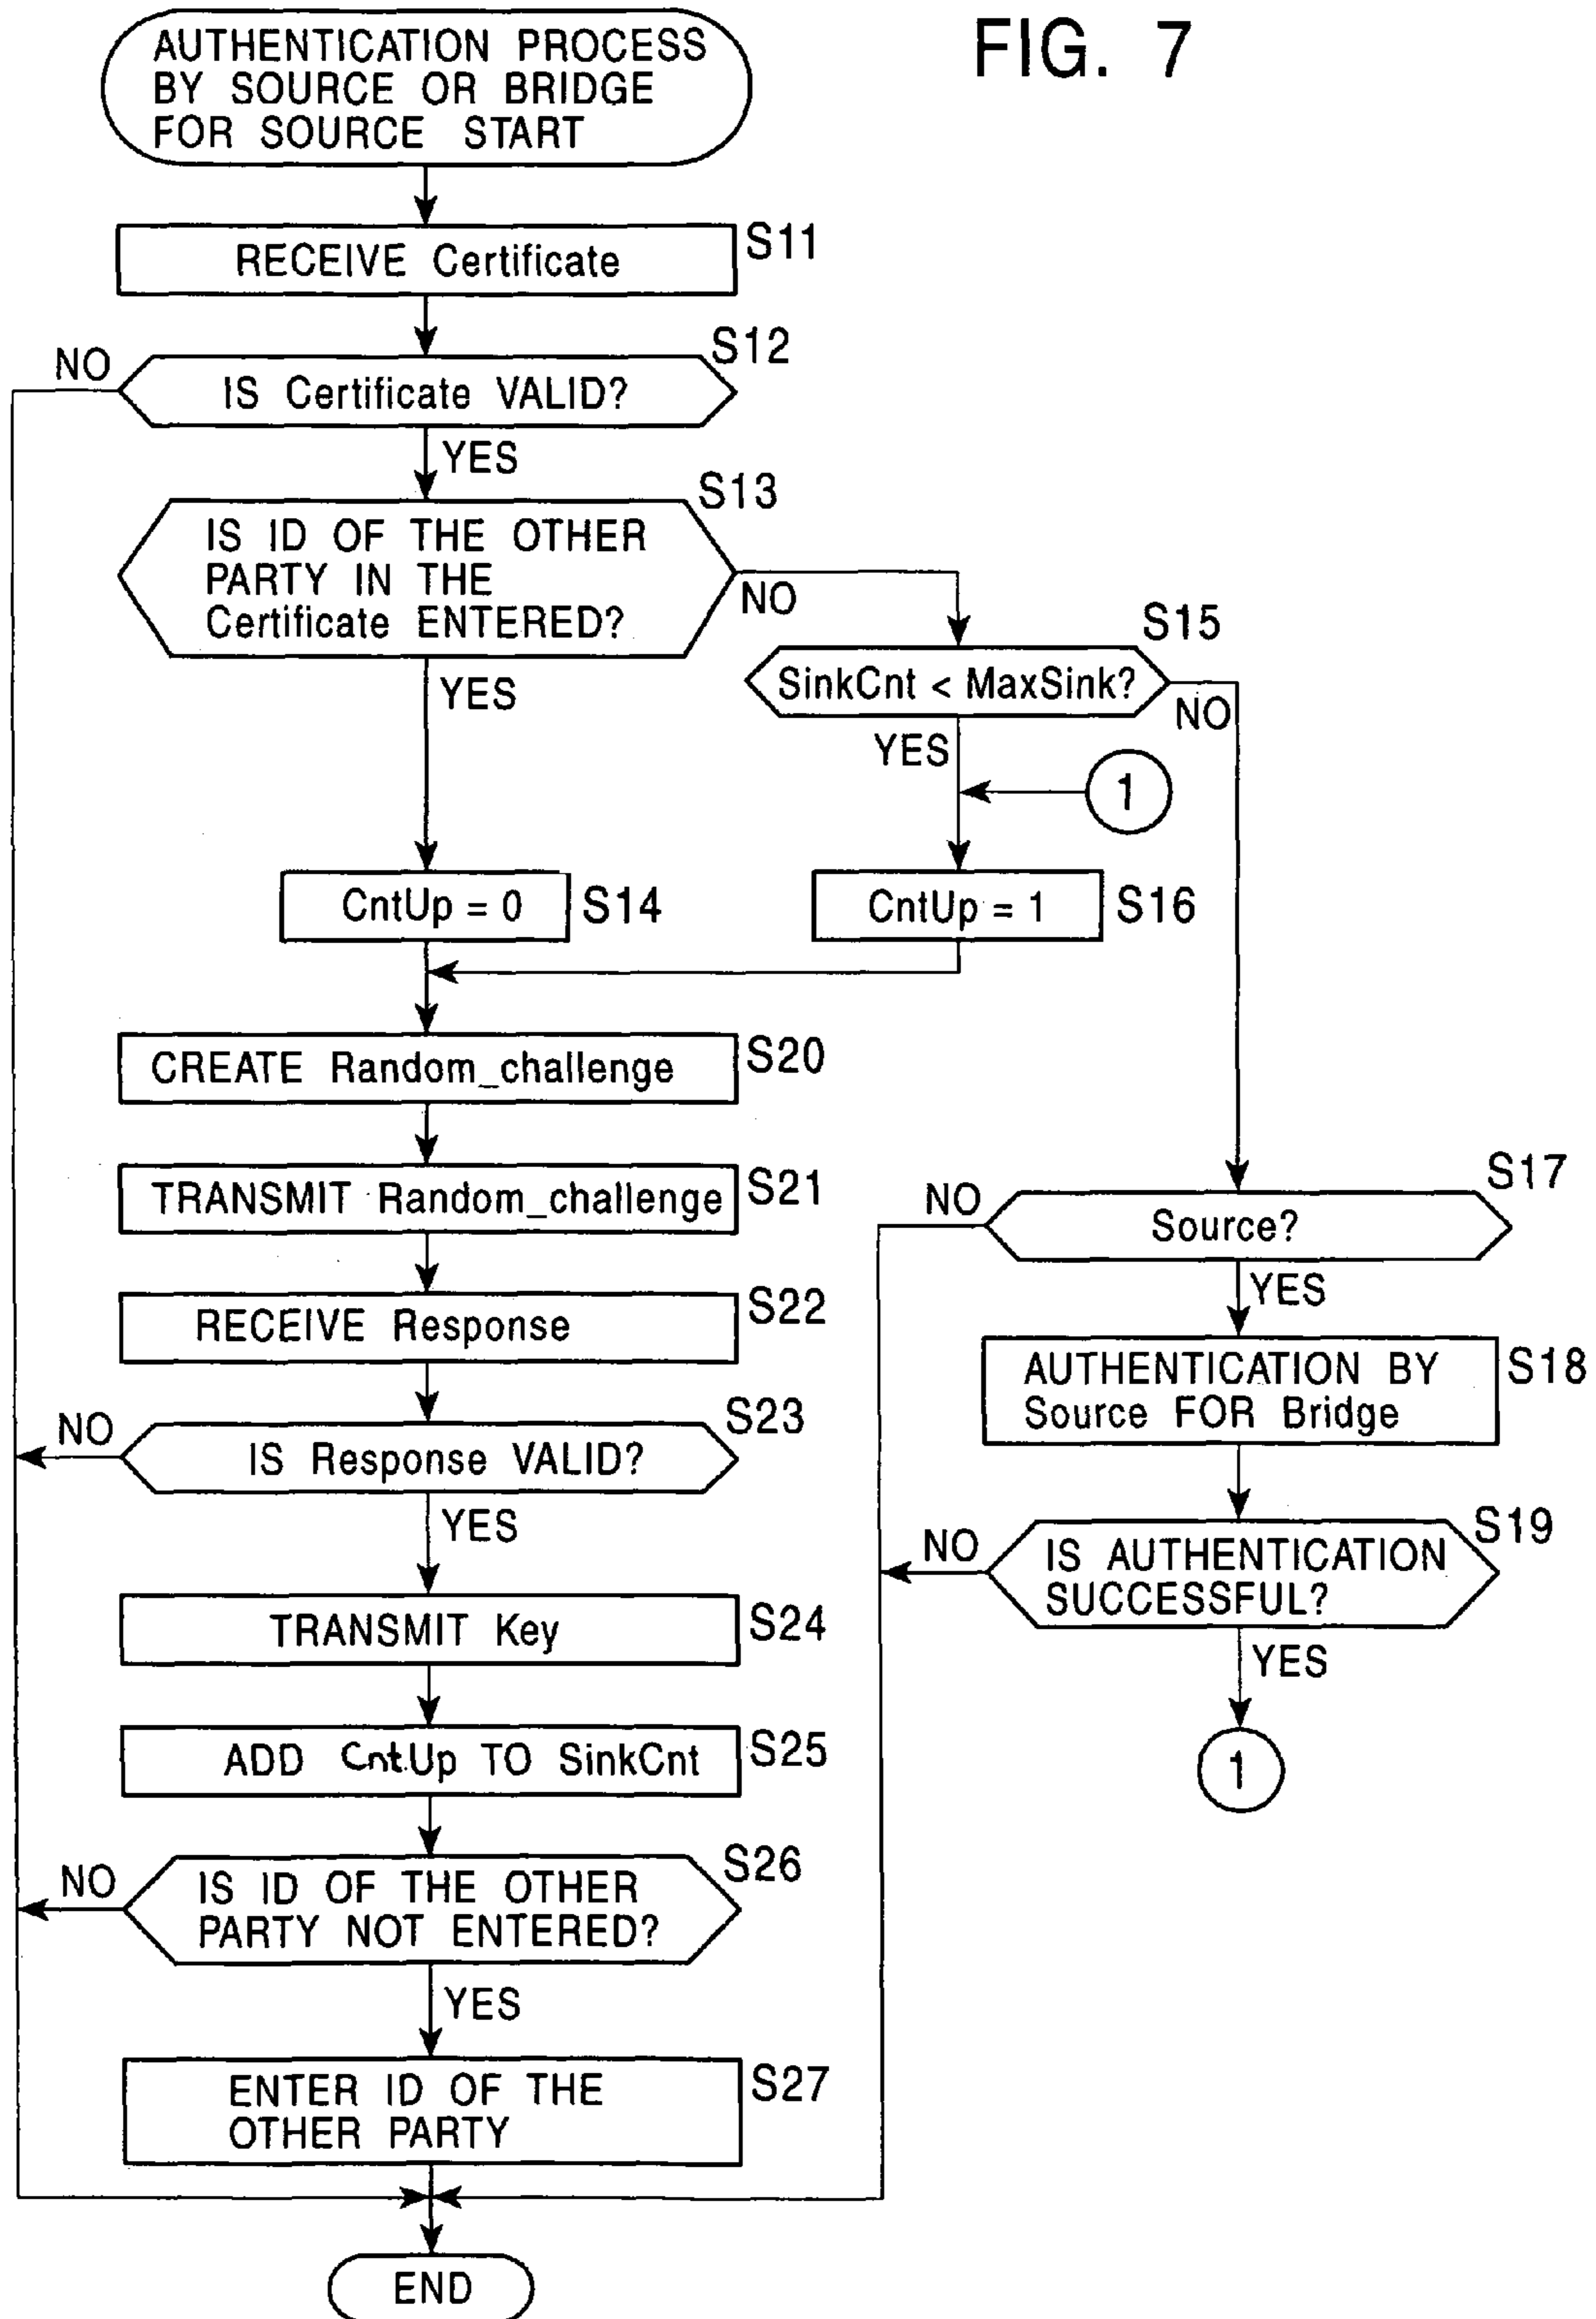 FIG. 7
AUTHENTICATION PROCESS
BY SOURCE OR BRIDGE
FOR SOURCE START
RECEIVE Certificate
S11
S12
NO
IS Certificate VALID?
YES
S13
IS ID OF THE OTHER
PARTY IN THE
Certificate ENTERED?
NO
YES
S15
SinkCnt < MaxSink?
NO
YES
1
CntUp = 0
S14
CntUp = 1
S16
CREATE Random_challenge
S20
TRANSMIT Random_challenge
S21
RECEIVE Response
S22
S23
NO
IS Response VALID?
YES
TRANSMIT Key
S24
ADD CntUp TO SinkCnt
S25
S26
NO
IS ID OF THE OTHER
PARTY NOT ENTERED?
YES
ENTER ID OF THE
OTHER PARTY
S27
S17
NO
Source?
YES
AUTHENTICATION BY
Source FOR Bridge
S18
S19
NO
IS AUTHENTICATION
SUCCESSFUL?
YES
1
END